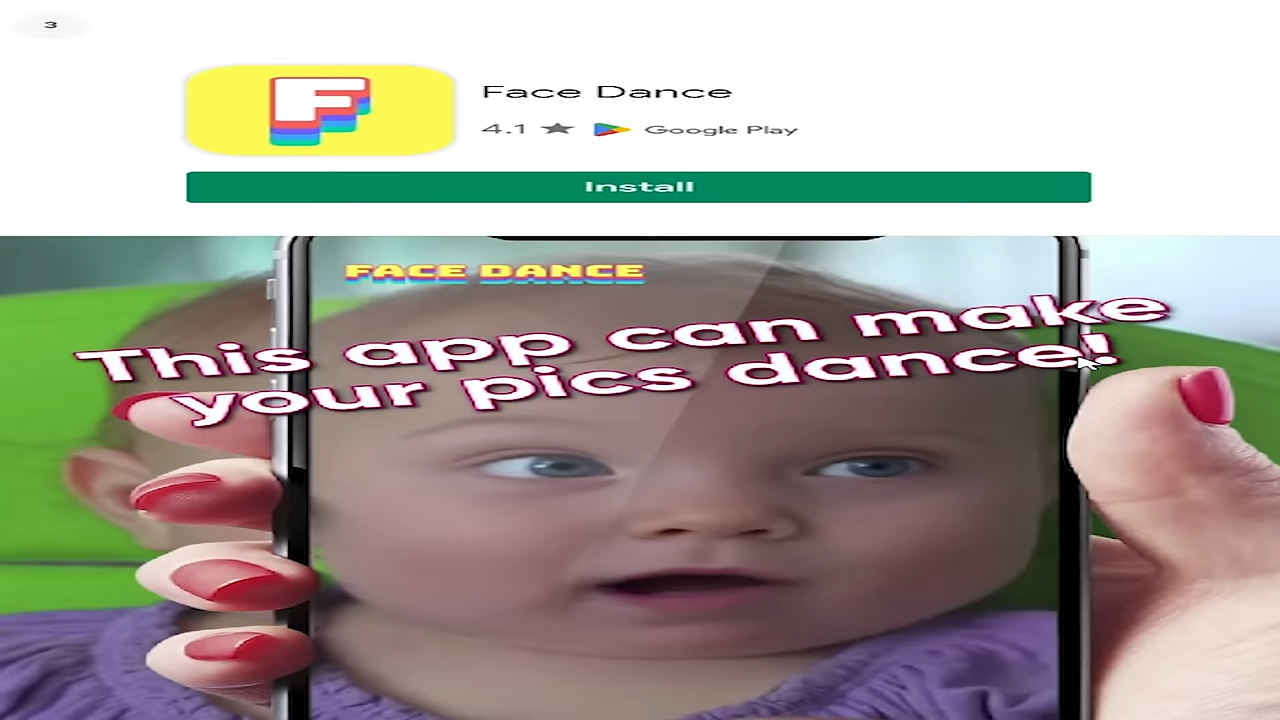 3
F
Face Dance
4.1 ★ Google Play
Install
FACE DANCE
This app can make
your pics dance!